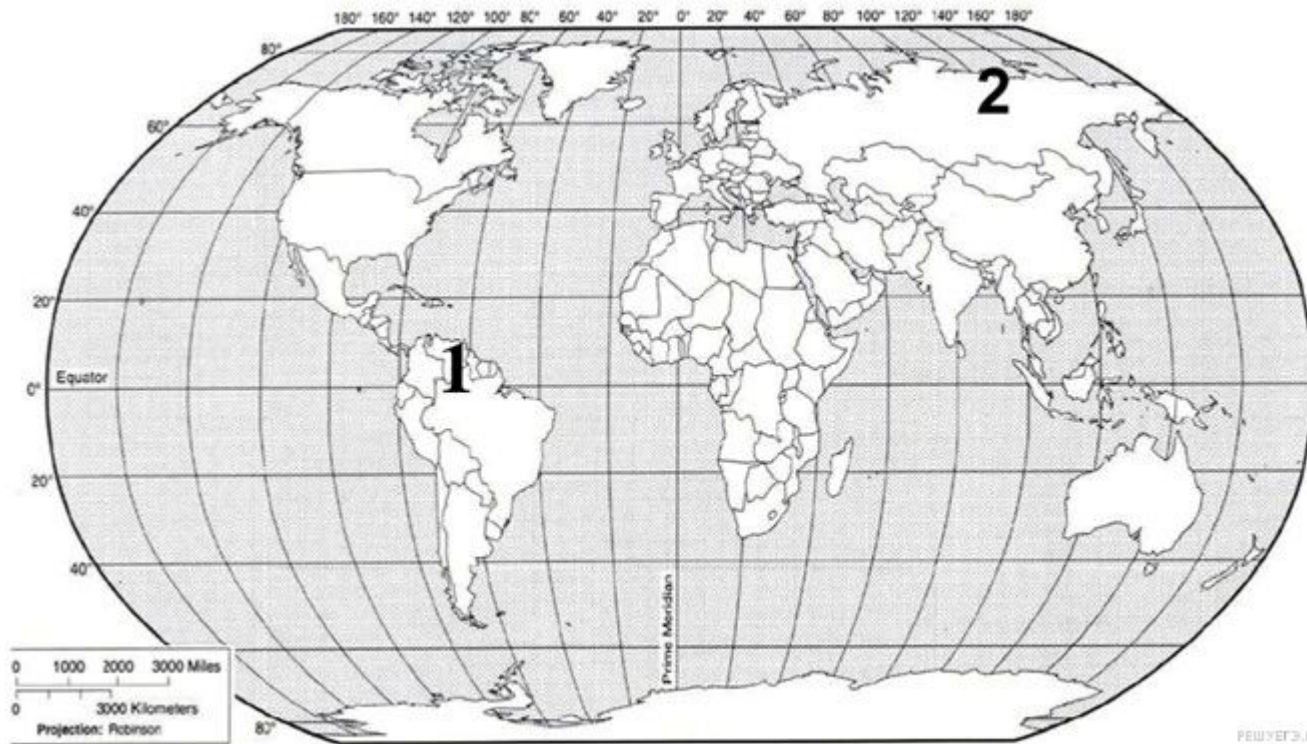 180° 160° 140° 120° 80° 60° 40° 20° 0° 20° 40° 60° 80° 100° 120° 140° 160° 180°
80°
2
60°
40°
20°
1
Equator
0°
20°
40°
Prime Meridian
0 1000 2000 3000 Miles
0 3000 Kilometers
Projection: Robinson
80°
РЕШУЕГЭ.